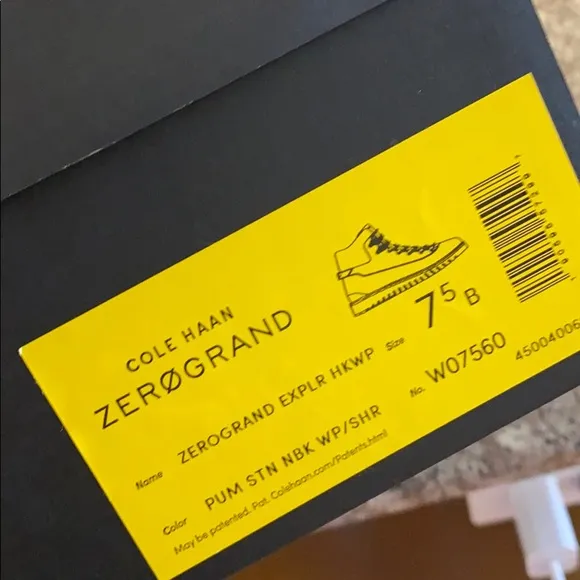 COLE HAAN
ZERØGRAND
Name ZEROGRAND EXPLR HKWP
Size 7⁵ B
Color PUM STN NBK WP/SHR
No. W07560
45004006
May be patented. Pat. Colehaan.com/Patents.html